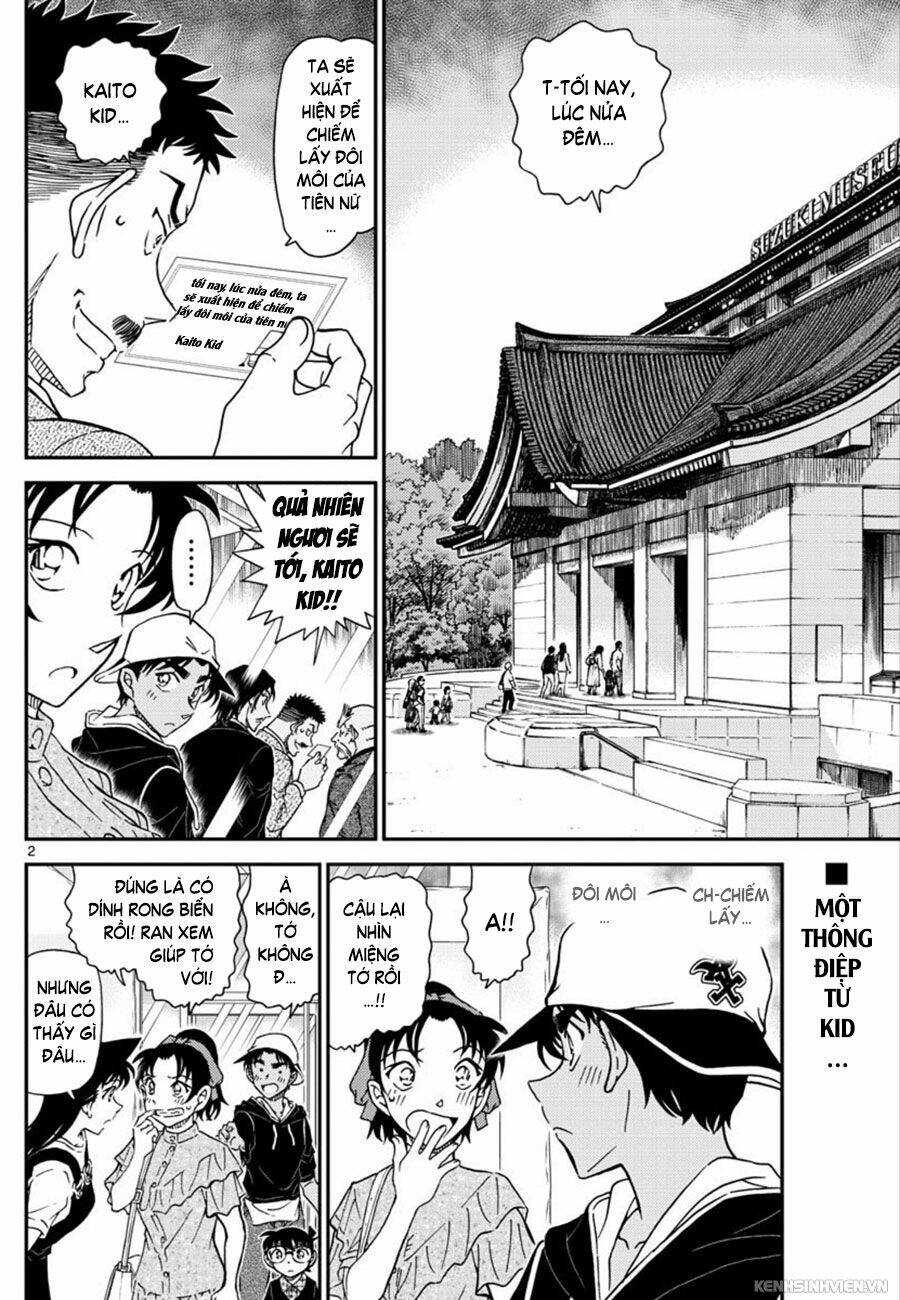 T-TỐI NAY,
LÚC NỬA
ĐÊM...
SUZUKI MUSEU
TA SẼ
XUẤT
HIỆN ĐỂ
CHIẾM
LẤY ĐÔI
MÔI CỦA
TIÊN NỮ
...
KAITO
KID...
tối nay, lúc nửa đêm, ta
sẽ xuất hiện để chiếm
lấy đôi môi của tiên n
Kaito Kid
QUẢ NHIÊN
NGƯƠI SẼ
TỚI, KAITO
KID!!
......
2
MỘT
THÔNG
ĐIỆP
TỪ
KID
...
CH-CHIẾM
LẤY...
ĐÔI MÔI
...
A!!
CẬU LẠI
NHÌN
MIỆNG
TỚ RỒI
...!!
À
KHÔNG,
TỚ
KHÔNG
Đ...
ĐÚNG LÀ CÓ
DÍNH RONG BIỂN
RỒI! RAN XEM
GIÚP TỚ
VỚI!
NHƯNG
ĐÂU CÓ
THẤY GÌ
ĐÂU...
KENHSINHVIEN.VN